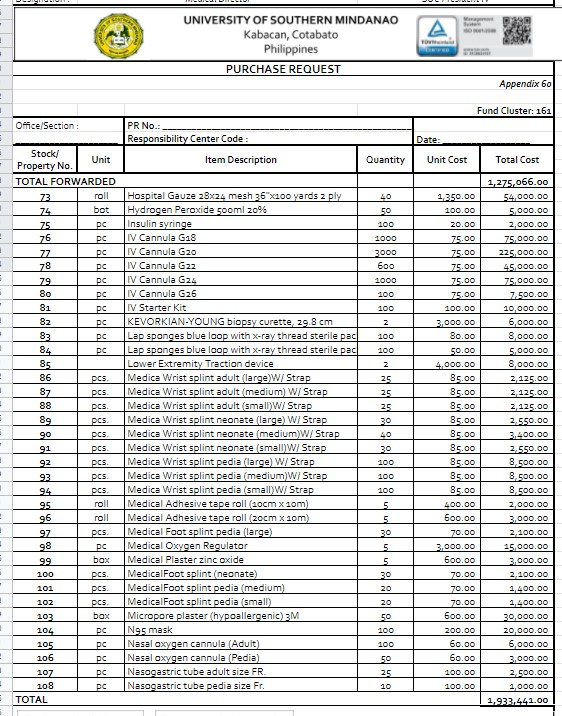 UNIVERSITY OF SOUTHERN MINDANAO
Kabacan, Cotabato
Philippines
PURCHASE REQUEST
Appendix 60
Fund Cluster: 161
Office/Section : PR No.:
Responsibility Center Code : Date:
Stock/ Property No. Unit Item Description Quantity Unit Cost Total Cost
TOTAL FORWARDED 1,275,066.00
73 roll Hospital Gauze 28x24 mesh 36"x100 yards 2 ply 40 1,350.00 54,000.00
74 bot Hydrogen Peroxide 500ml 20% 50 100.00 5,000.00
75 pc Insulin syringe 100 20.00 2,000.00
76 pc IV Cannula G18 1000 75.00 75,000.00
77 pc IV Cannula G20 3000 75.00 225,000.00
78 pc IV Cannula G22 600 75.00 45,000.00
79 pc IV Cannula G24 1000 75.00 75,000.00
80 pc IV Cannula G26 100 75.00 7,500.00
81 pc IV Starter Kit 100 100.00 10,000.00
82 pc KEVORKIAN-YOUNG biopsy curette, 29.8 cm 2 3,000.00 6,000.00
83 pc Lap sponges blue loop with x-ray thread sterile pac 100 80.00 8,000.00
84 pc Lap sponges blue loop with x-ray thread sterile pac 100 50.00 5,000.00
85 Lower Extremity Traction device 2 4,000.00 8,000.00
86 pcs. Medica Wrist splint adult (large)W/ Strap 25 85.00 2,125.00
87 pcs. Medica Wrist splint adult (medium) W/ Strap 25 85.00 2,125.00
88 pcs. Medica Wrist splint adult (small)W/ Strap 25 85.00 2,125.00
89 pcs. Medica Wrist splint neonate (large) W/ Strap 30 85.00 2,550.00
90 pcs. Medica Wrist splint neonate (medium)W/ Strap 40 85.00 3,400.00
91 pcs. Medica Wrist splint neonate (small)W/ Strap 30 85.00 2,550.00
92 pcs. Medica Wrist splint pedia (large) W/ Strap 100 85.00 8,500.00
93 pcs. Medica Wrist splint pedia (medium)W/ Strap 100 85.00 8,500.00
94 pcs. Medica Wrist splint pedia (small)W/ Strap 100 85.00 8,500.00
95 roll Medical Adhesive tape roll (10cm x 10m) 5 400.00 2,000.00
96 roll Medical Adhesive tape roll (20cm x 10m) 5 600.00 3,000.00
97 pcs. Medical Foot splint pedia (large) 30 70.00 2,100.00
98 pc Medical Oxygen Regulator 5 3,000.00 15,000.00
99 box Medical Plaster zinc oxide 5 600.00 3,000.00
100 pcs. MedicalFoot splint (neonate) 30 70.00 2,100.00
101 pcs. MedicalFoot splint pedia (medium) 20 70.00 1,400.00
102 pcs. MedicalFoot splint pedia (small) 20 70.00 1,400.00
103 box Micropore plaster (hypoallergenic) 3M 50 600.00 30,000.00
104 pc N95 mask 100 200.00 20,000.00
105 pc Nasal oxygen cannula (Adult) 100 60.00 6,000.00
106 pc Nasal oxygen cannula (Pedia) 50 60.00 3,000.00
107 pc Nasogastric tube adult size FR. 25 100.00 2,500.00
108 pc Nasogastric tube pedia size Fr. 10 100.00 1,000.00
TOTAL 1,933,441.00